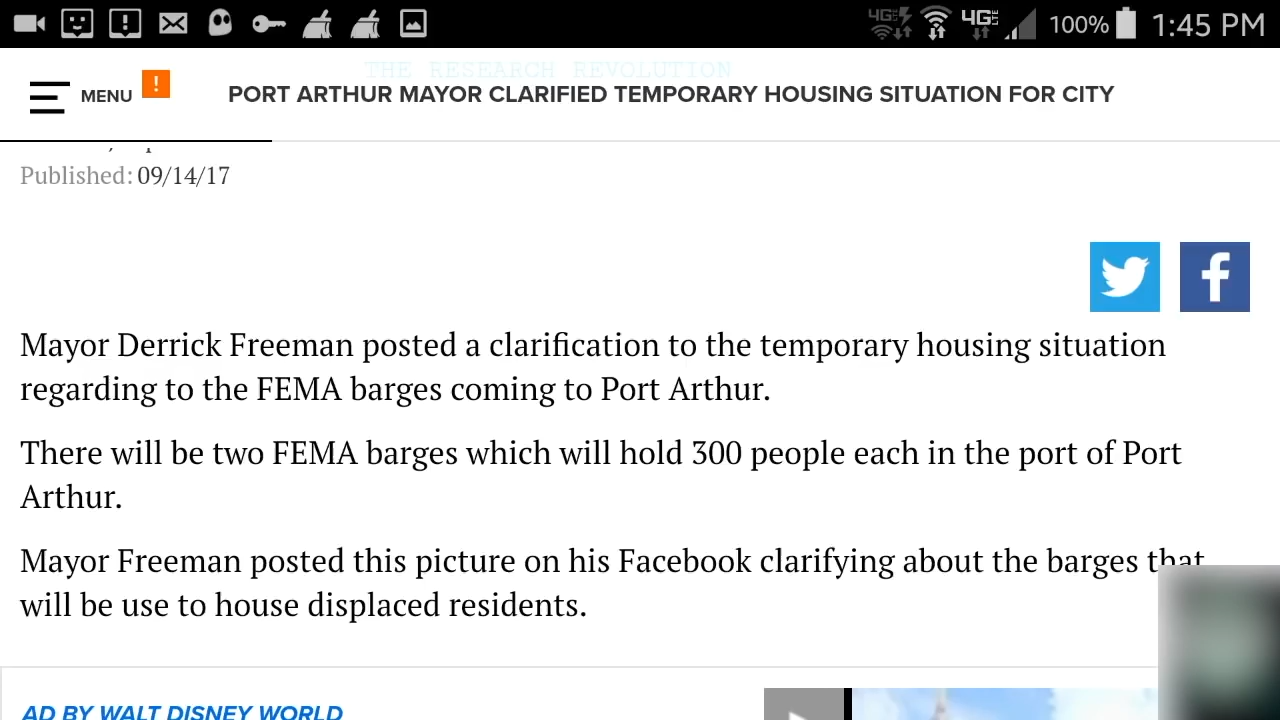 100% 1:45 PM
THE RESEARCH REVOLUTION
MENU ! PORT ARTHUR MAYOR CLARIFIED TEMPORARY HOUSING SITUATION FOR CITY
Published: 09/14/17
Mayor Derrick Freeman posted a clarification to the temporary housing situation
regarding to the FEMA barges coming to Port Arthur.
There will be two FEMA barges which will hold 300 people each in the port of Port
Arthur.
Mayor Freeman posted this picture on his Facebook clarifying about the barges that
will be use to house displaced residents.
AD BY WALT DISNEY WORLD